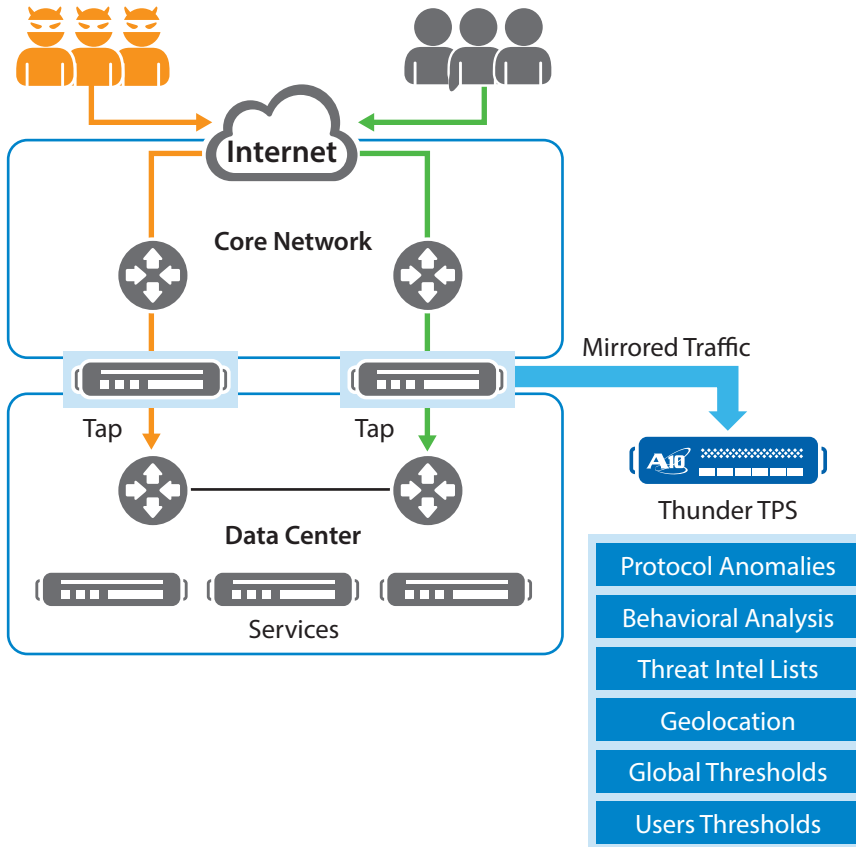 Internet
Core Network
Mirrored Traffic
Tap
Tap
A10
Thunder TPS
Data Center
Services
Protocol Anomalies
Behavioral Analysis
Threat Intel Lists
Geolocation
Global Thresholds
Users Thresholds